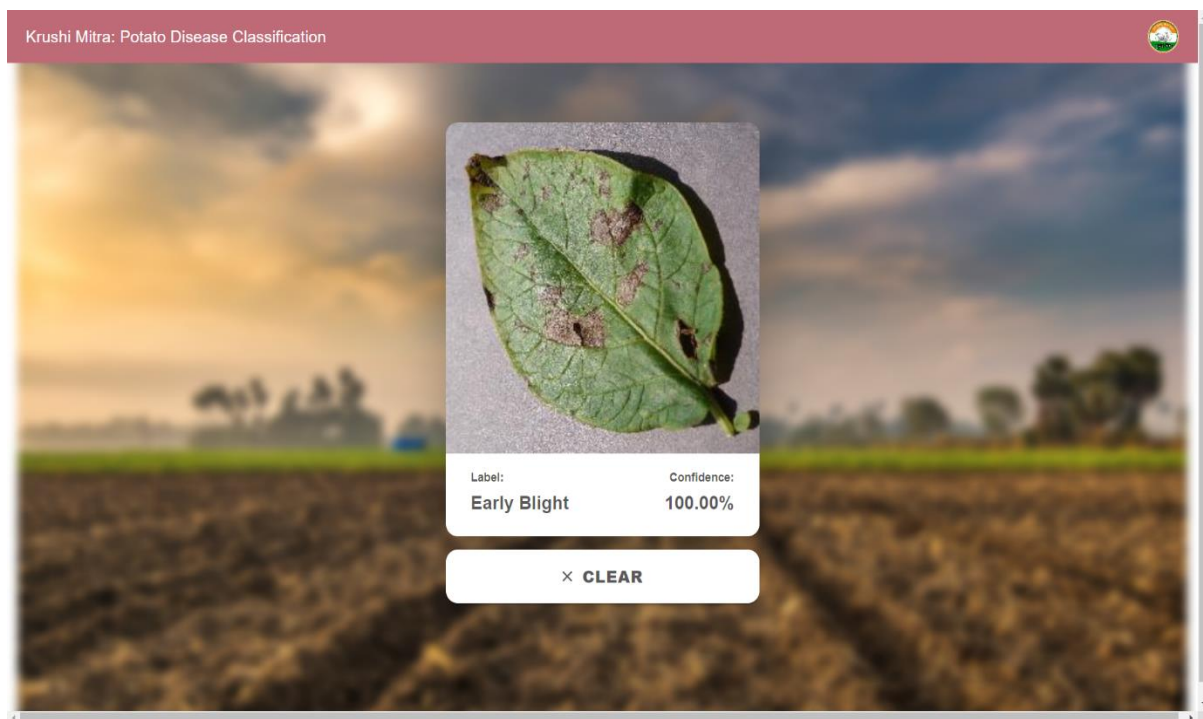 Krushi Mitra: Potato Disease Classification
Label:
Confidence:
Early Blight
100.00%
× CLEAR